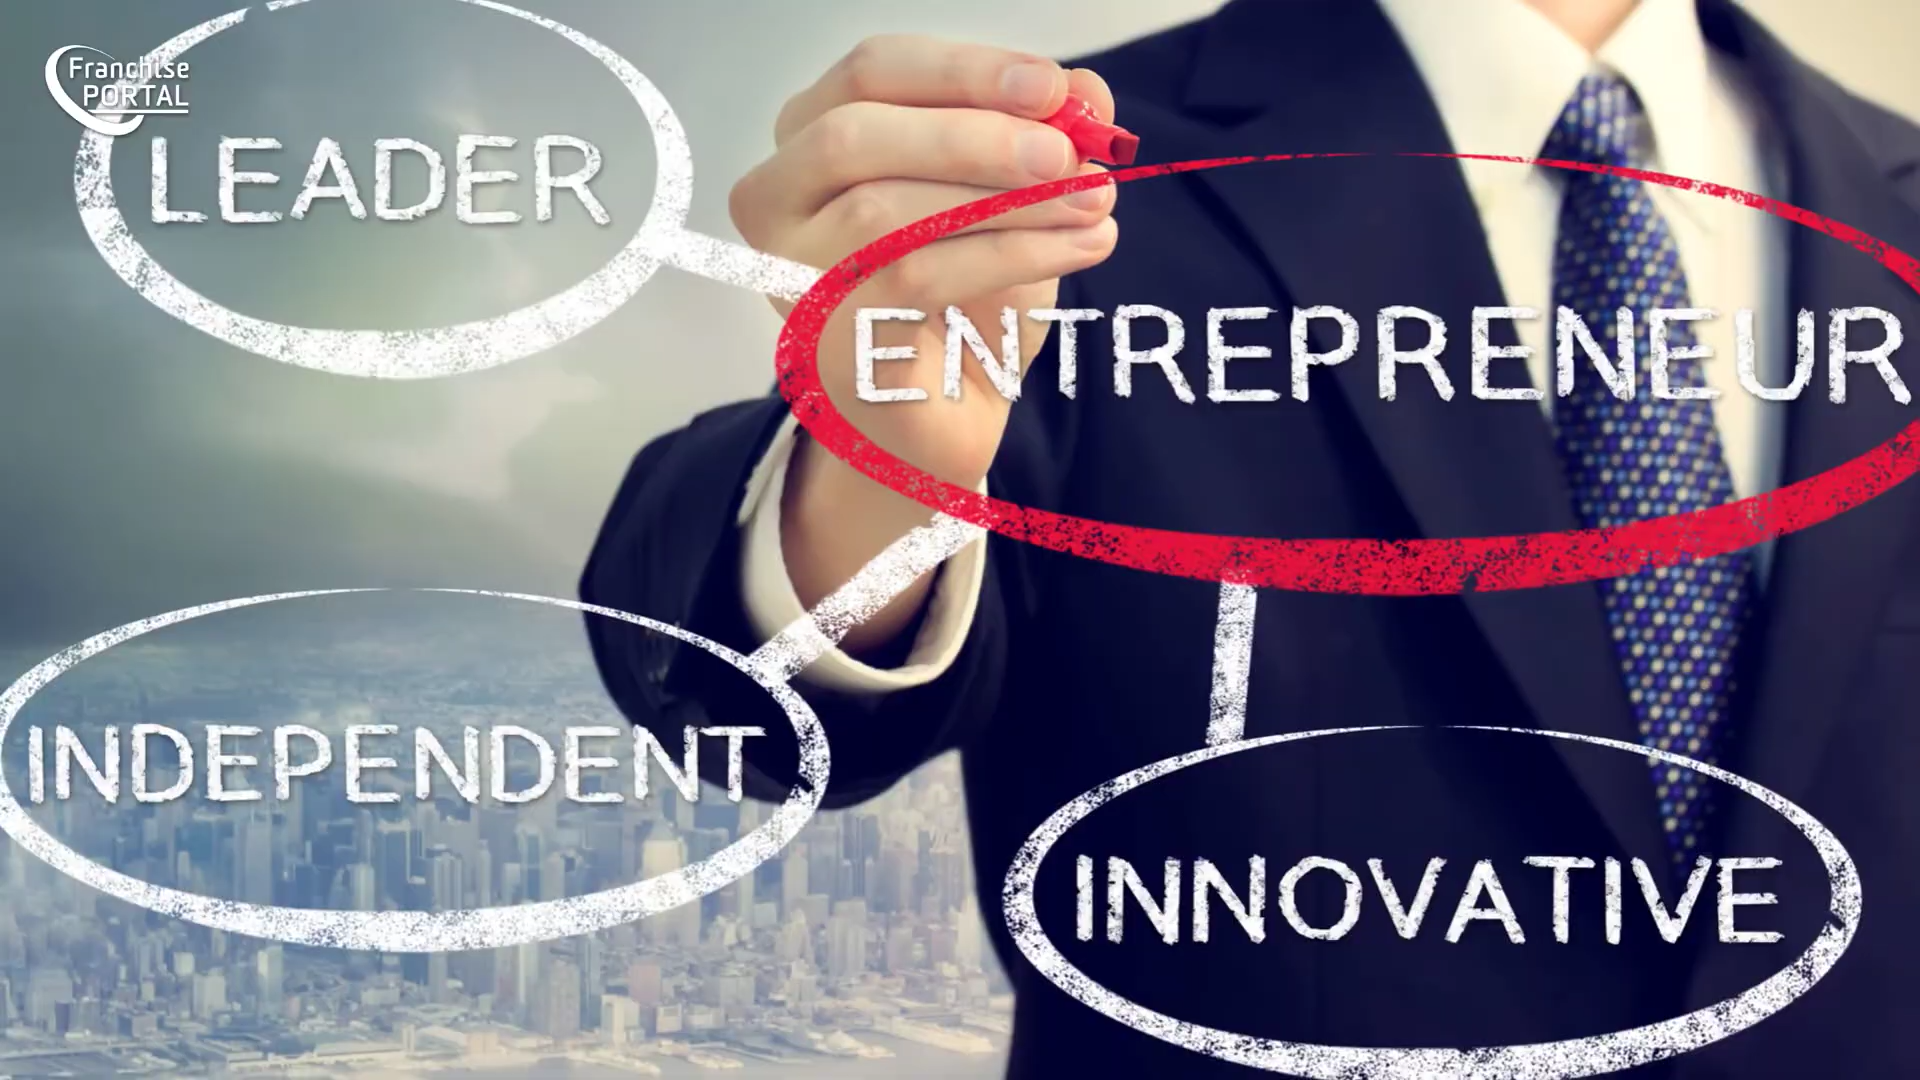 Franchise
PORTAL
LEADER
ENTREPRENEUR
INDEPENDENT
INNOVATIVE